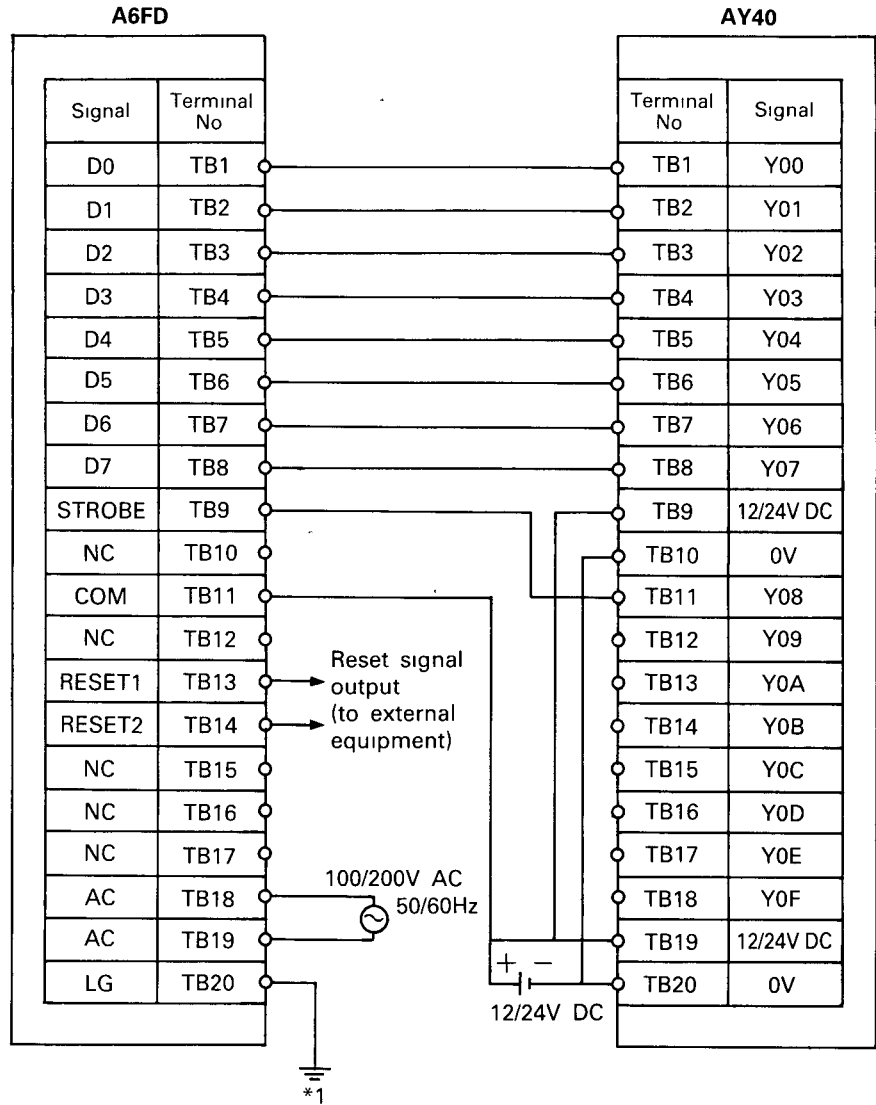 A6FD AY40
Signal Terminal No Terminal No Signal
D0 TB1 TB1 Y00
D1 TB2 TB2 Y01
D2 TB3 TB3 Y02
D3 TB4 TB4 Y03
D4 TB5 TB5 Y04
D5 TB6 TB6 Y05
D6 TB7 TB7 Y06
D7 TB8 TB8 Y07
STROBE TB9 TB9 12/24V DC
NC TB10 TB10 0V
COM TB11 TB11 Y08
NC TB12 TB12 Y09
RESET1 TB13 TB13 Y0A
RESET2 TB14 TB14 Y0B
Reset signal
output
(to external
equipment)
NC TB15 TB15 Y0C
NC TB16 TB16 Y0D
NC TB17 TB17 Y0E
100/200V AC
50/60Hz
AC TB18 TB18 Y0F
AC TB19 TB19 12/24V DC
+ −
LG TB20 TB20 0V
12/24V DC
*1